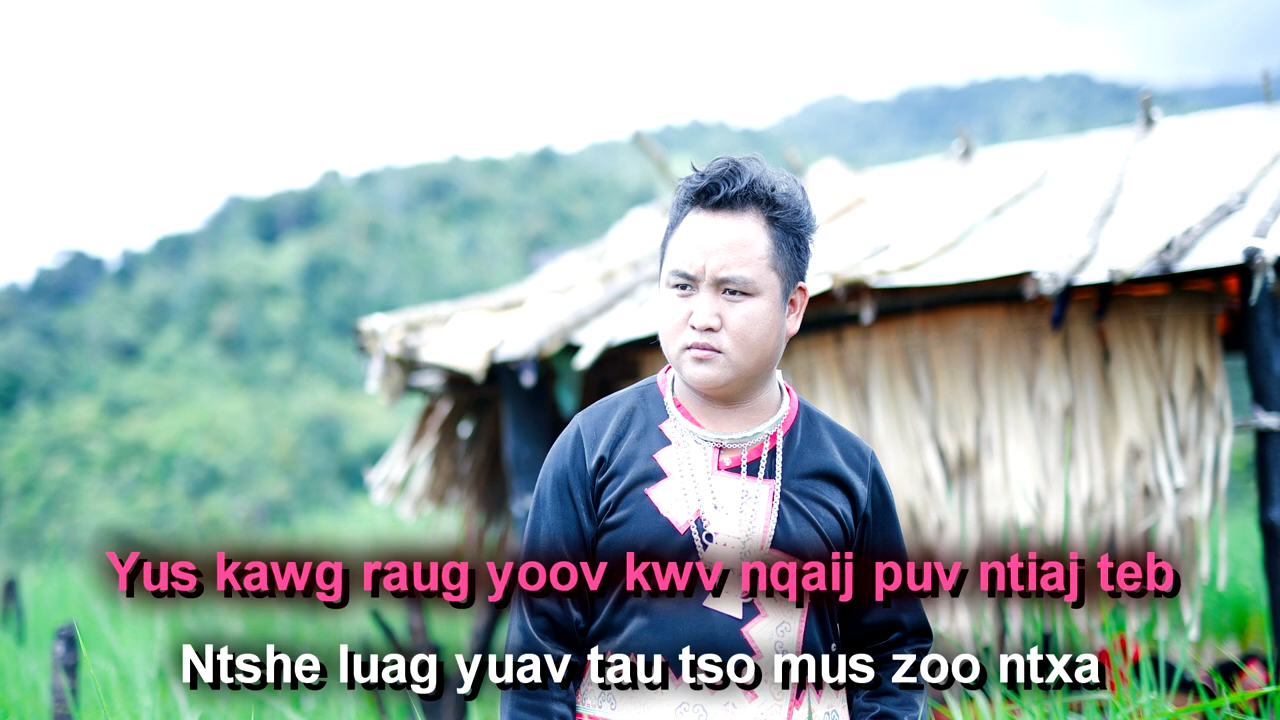 Yus kawg raug yoov kwv nqaij puv ntiaj teb
Ntshe luag yuav tau tso mus zoo ntxa